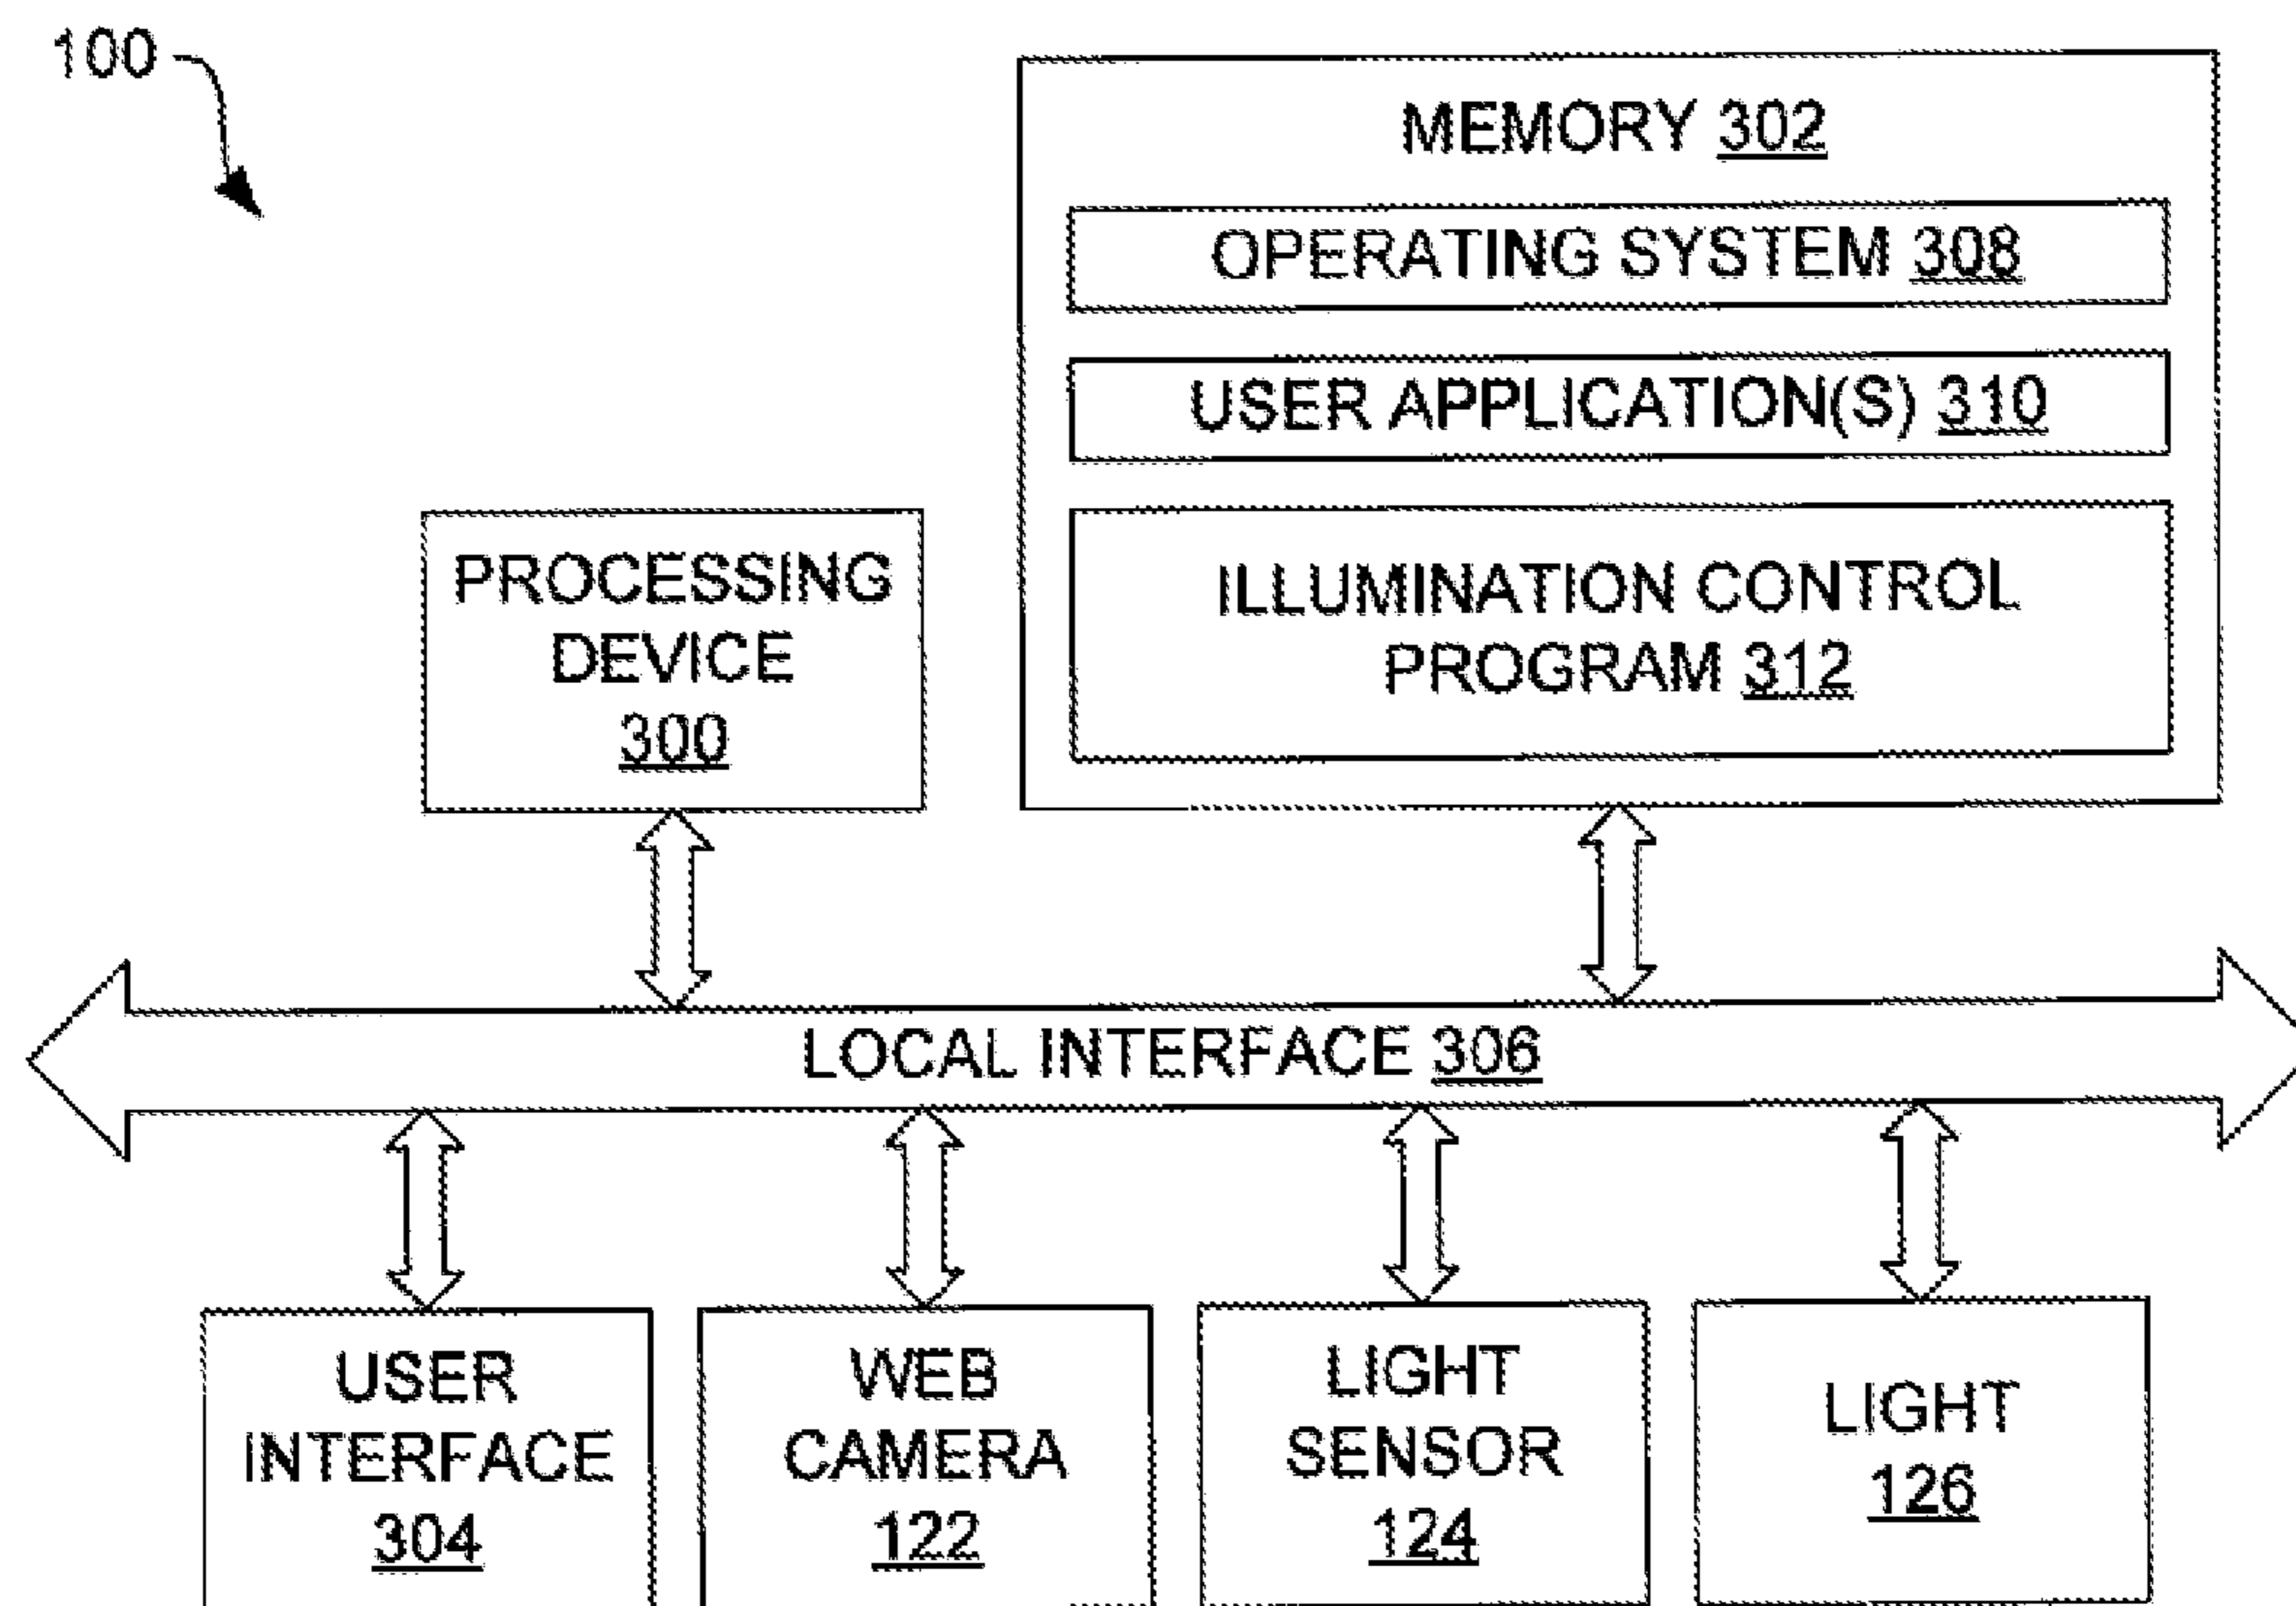 100
MEMORY 302
OPERATING SYSTEM 308
USER APPLICATION(S) 310
ILLUMINATION CONTROL
PROGRAM 312
PROCESSING
DEVICE
300
LOCAL INTERFACE 306
USER
INTERFACE
304
WEB
CAMERA
122
LIGHT
SENSOR
124
LIGHT
126